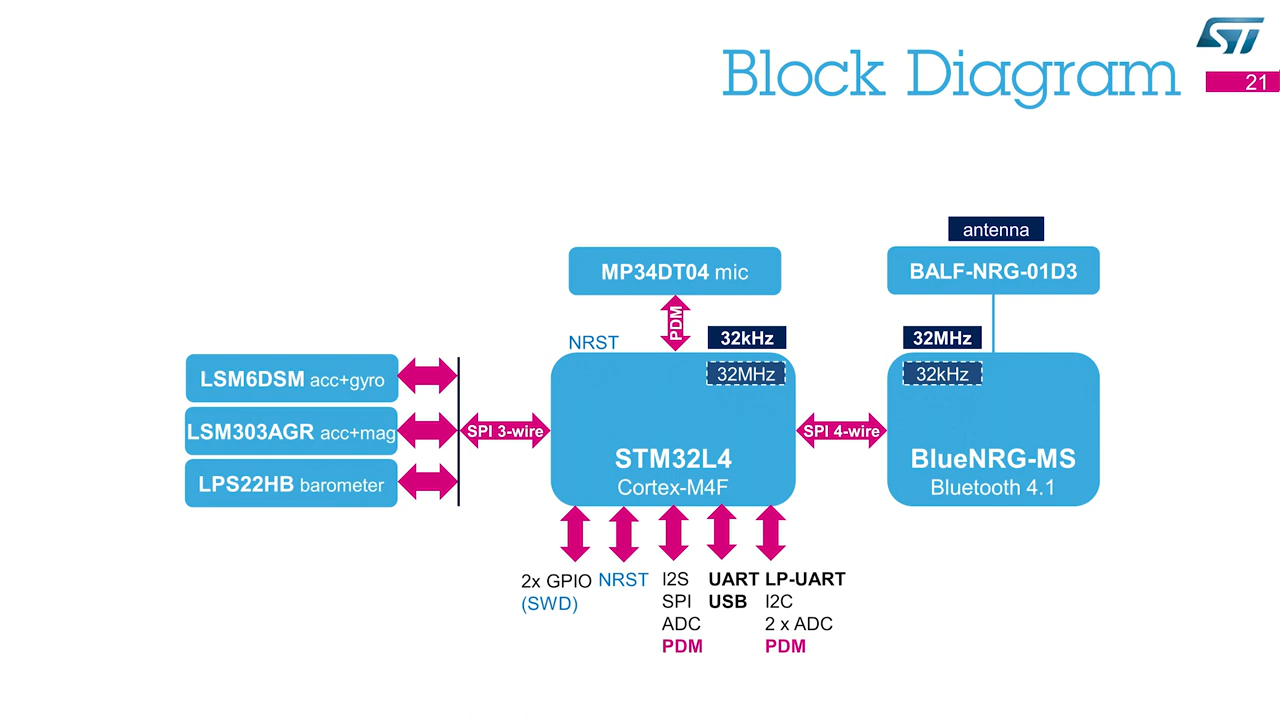 ST
Block Diagram
21
antenna
MP34DT04 mic
BALF-NRG-01D3
PDM
NRST
32kHz
32MHz
32MHz
32kHz
LSM6DSM acc+gyro
LSM303AGR acc+mag
SPI 3-wire
SPI 4-wire
LPS22HB barometer
STM32L4
Cortex-M4F
BlueNRG-MS
Bluetooth 4.1
2x GPIO
(SWD)
NRST
I2S
SPI
ADC
PDM
UART
USB
LP-UART
I2C
2 x ADC
PDM